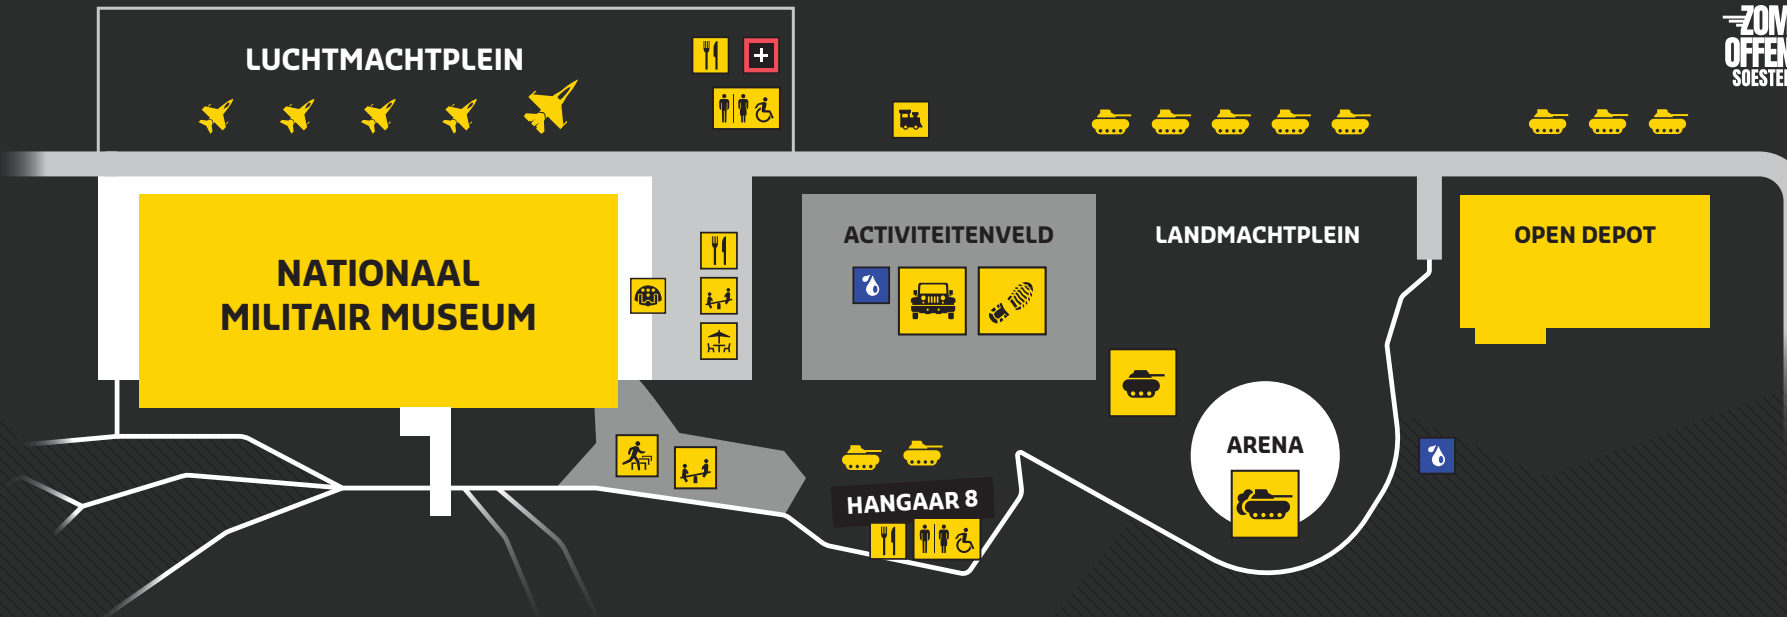 LUCHTMACHTPLEIN
NATIONAAL
MILITAIR MUSEUM
ACTIVITEITENVELD
LANDMACHTPLEIN
OPEN DEPOT
ARENA
HANGAAR 8